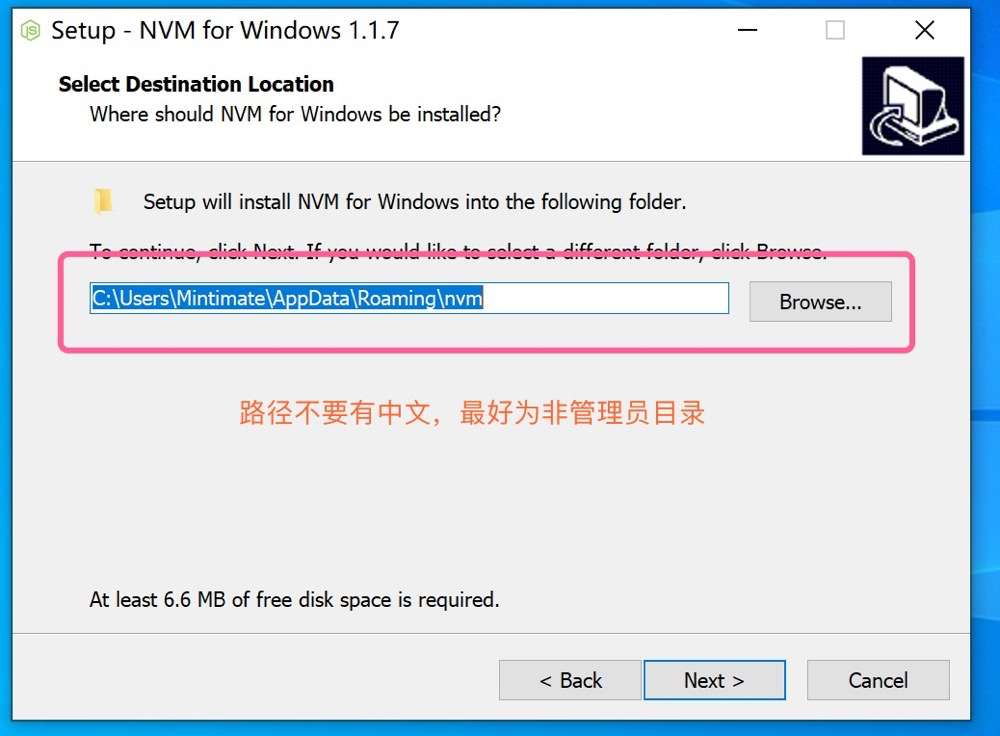 Setup - NVM for Windows 1.1.7
Select Destination Location
Where should NVM for Windows be installed?
Setup will install NVM for Windows into the following folder.
To continue, click Next. If you would like to select a different folder, click Browse.
C:\Users\Mintimate\AppData\Roaming\nvm
Browse...
路径不要有中文，最好为非管理员目录
At least 6.6 MB of free disk space is required.
< Back
Next >
Cancel